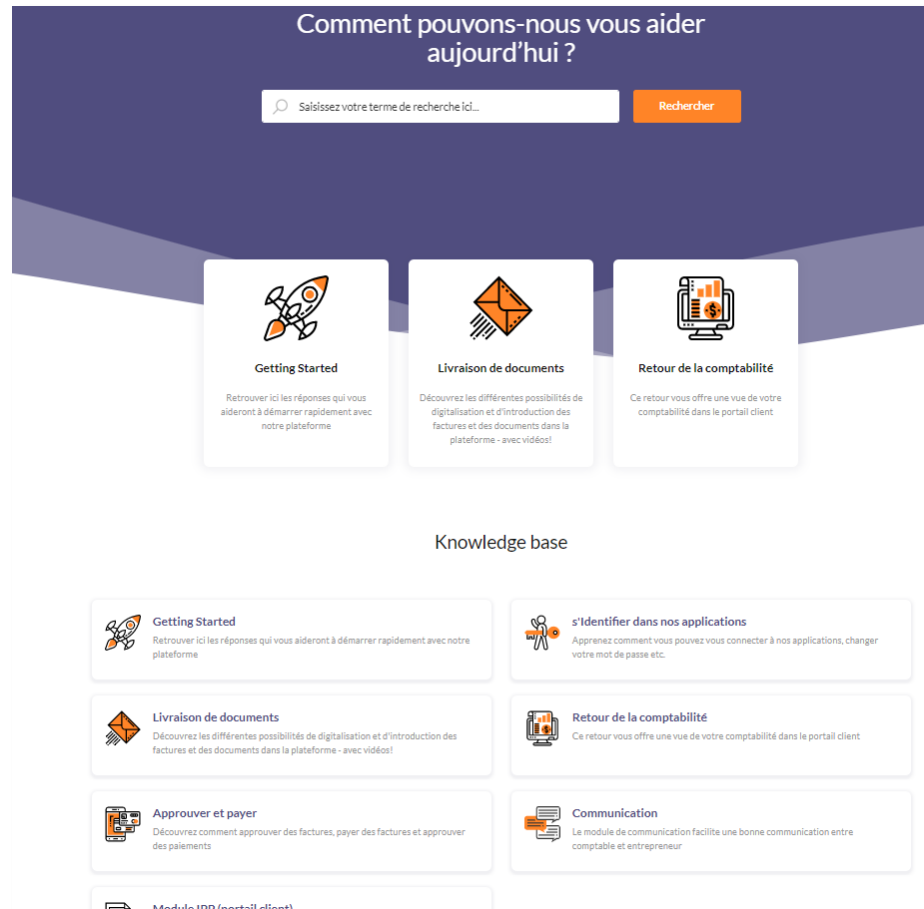 Comment pouvons-nous vous aider
aujourd'hui ?
Saisissez votre terme de recherche ici...
Rechercher
Getting Started
Retrouver ici les réponses qui vous
aideront à démarrer rapidement avec
notre plateforme
Livraison de documents
Découvrez les différentes possibilités de
digitalisation et d'introduction des
factures et des documents dans la
plateforme - avec vidéos!
Retour de la comptabilité
Ce retour vous offre une vue de votre
comptabilité dans le portail client
Knowledge base
Getting Started
Retrouver ici les réponses qui vous aideront à démarrer rapidement avec notre
plateforme
s'Identifier dans nos applications
Apprenez comment vous pouvez vous connecter à nos applications, changer
votre mot de passe etc.
Livraison de documents
Découvrez les différentes possibilités de digitalisation et d'introduction des
factures et des documents dans la plateforme - avec vidéos!
Retour de la comptabilité
Ce retour vous offre une vue de votre comptabilité dans le portail client
Approuver et payer
Découvrez comment approuver des factures, payer des factures et approuver
des paiements
Communication
Le module de communication facilite une bonne communication entre
comptable et entrepreneur
Module IPP (portail client)